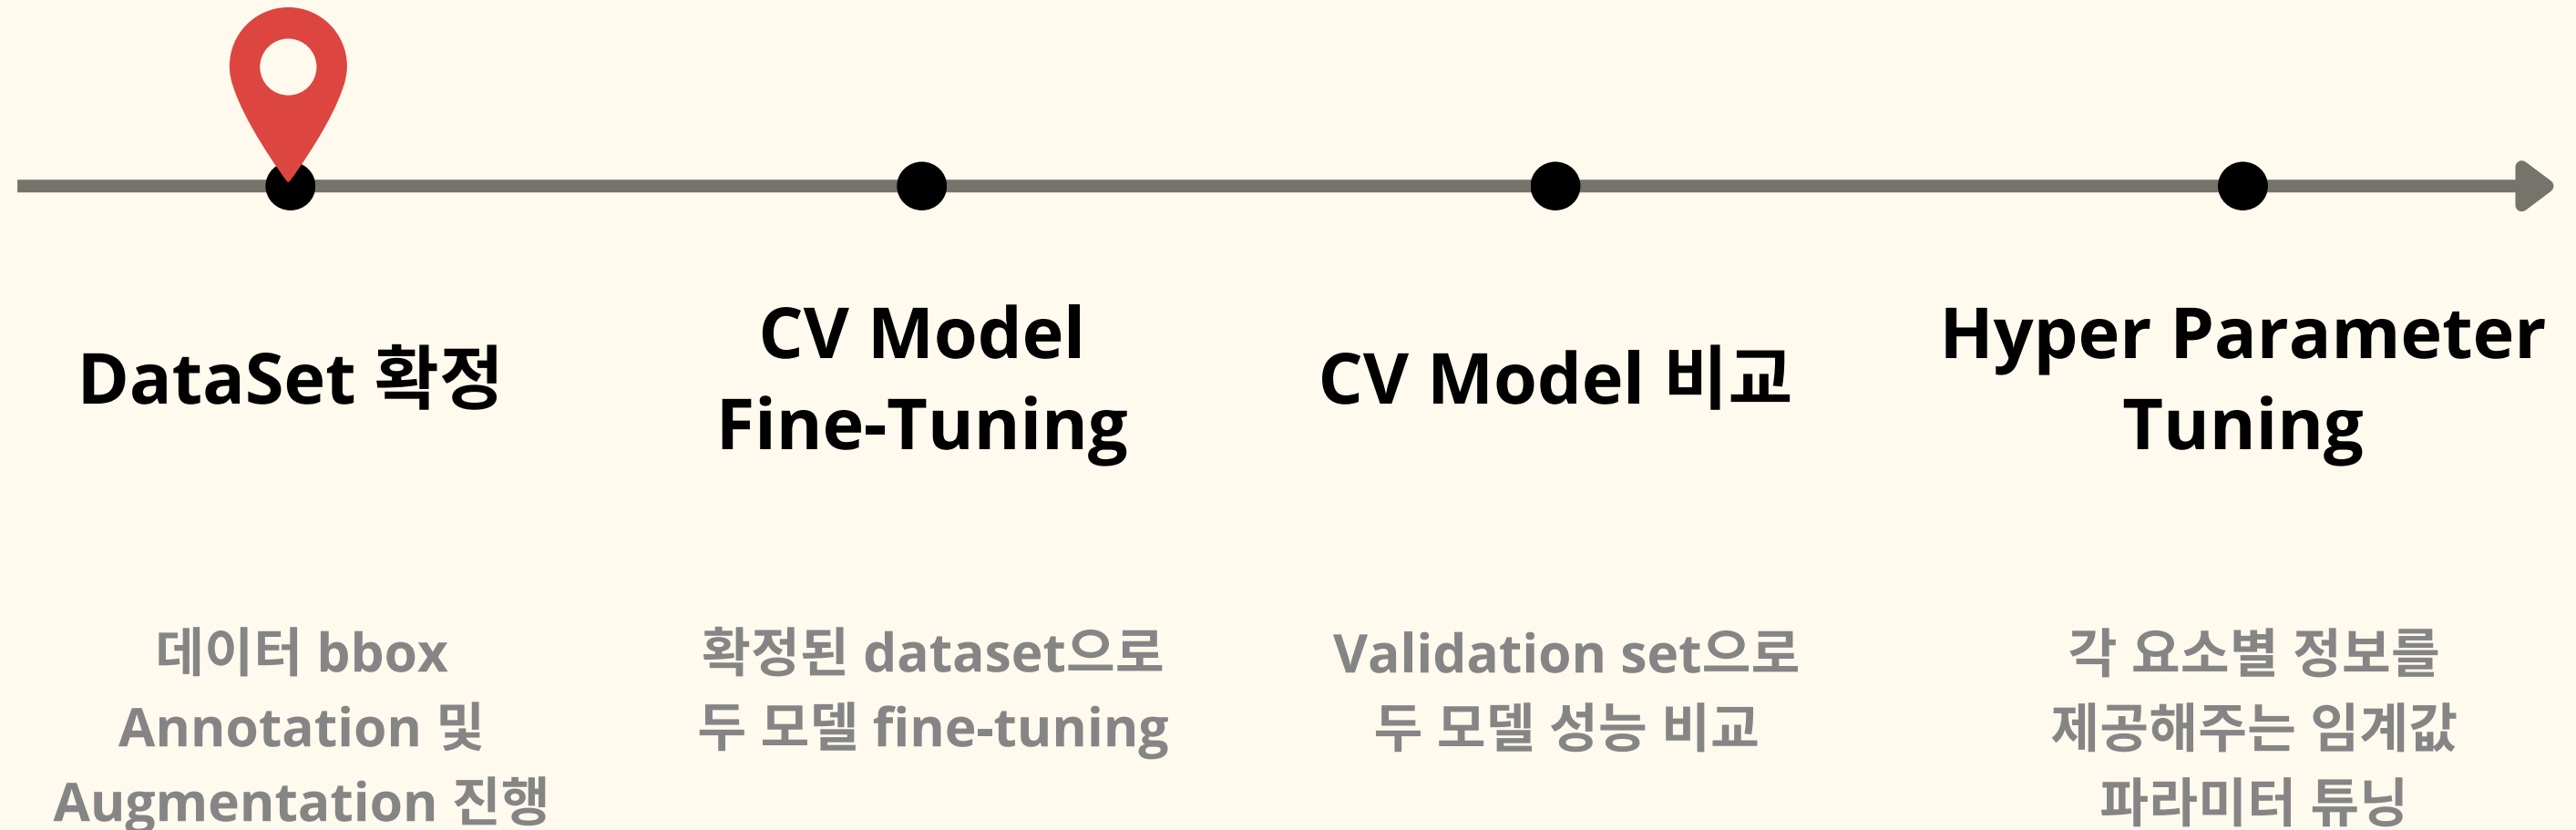 DataSet 확정
CV Model
Fine-Tuning
CV Model 비교
Hyper Parameter
Tuning
데이터 bbox
Annotation 및
Augmentation 진행
확정된 dataset으로
두 모델 fine-tuning
Validation set으로
두 모델 성능 비교
각 요소별 정보를
제공해주는 임계값
파라미터 튜닝